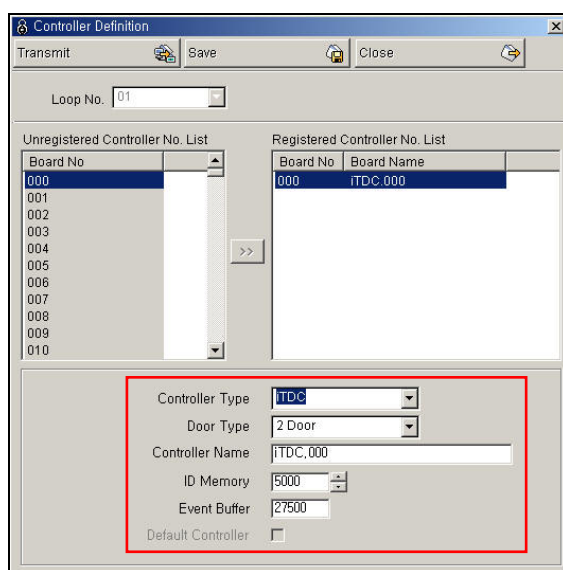 Controller Definition
Transmit Save Close
Loop No. 01
Unregistered Controller No. List Registered Controller No. List
Board No Board No Board Name
000 000 iTDC.000
001
002
003
004 >>
005
006
007
008
009
010
Controller Type iTDC
Door Type 2 Door
Controller Name iTDC,000
ID Memory 5000
Event Buffer 27500
Default Controller